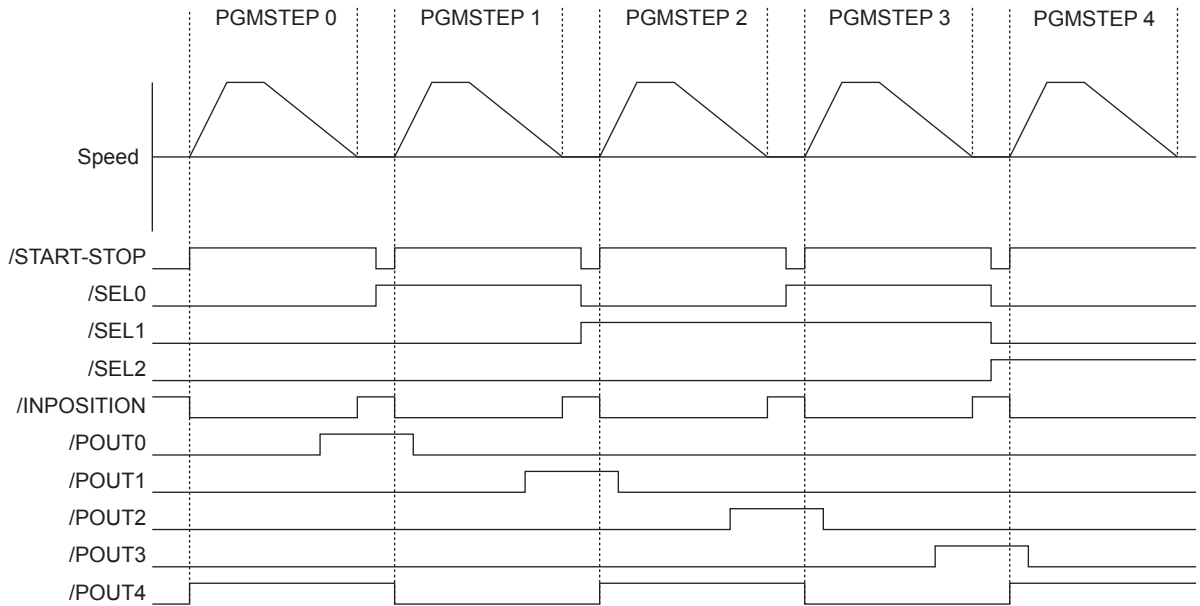 PGMSTEP 0 PGMSTEP 1 PGMSTEP 2 PGMSTEP 3 PGMSTEP 4
Speed
/START-STOP
/SEL0
/SEL1
/SEL2
/INPOSITION
/POUT0
/POUT1
/POUT2
/POUT3
/POUT4